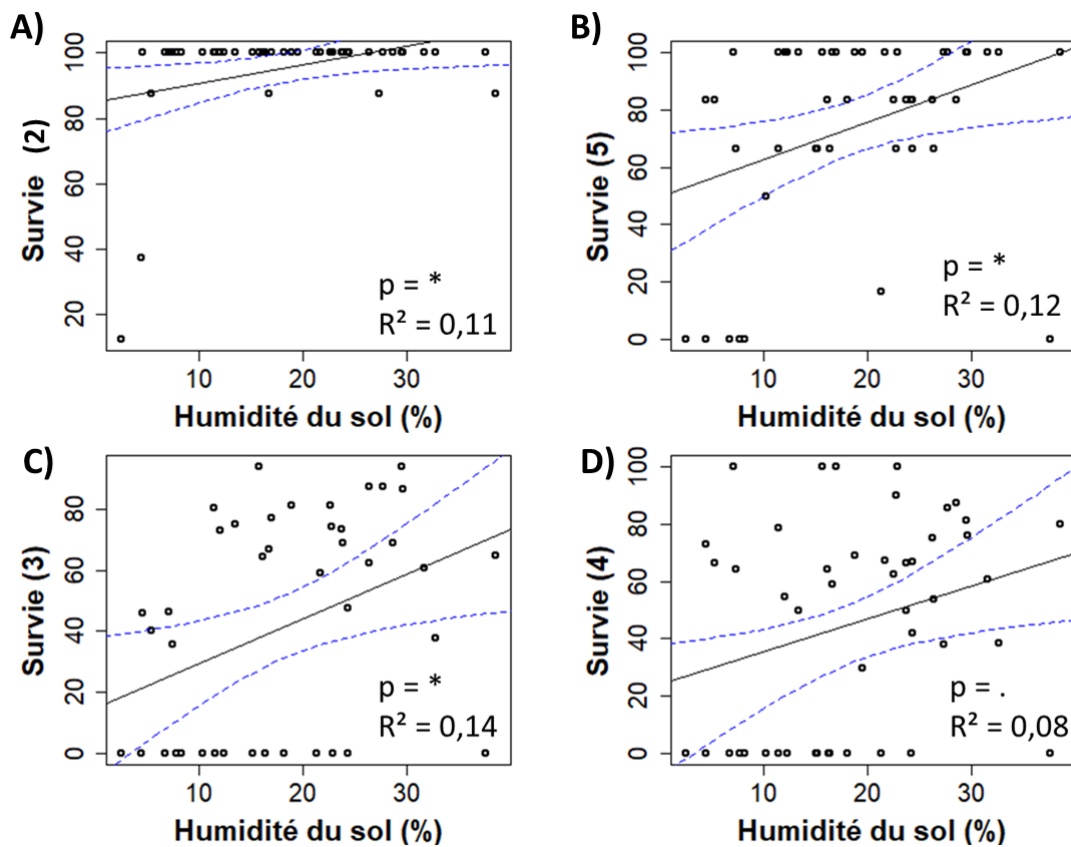 A)
Survie (2)
100
80
60
40
20
p = *
R² = 0,11
10 20 30
Humidité du sol (%)
B)
Survie (5)
100
80
60
40
20
0
p = *
R² = 0,12
10 20 30
Humidité du sol (%)
C)
Survie (3)
80
60
40
20
0
p = *
R² = 0,14
10 20 30
Humidité du sol (%)
D)
Survie (4)
100
80
60
40
20
0
p = .
R² = 0,08
10 20 30
Humidité du sol (%)